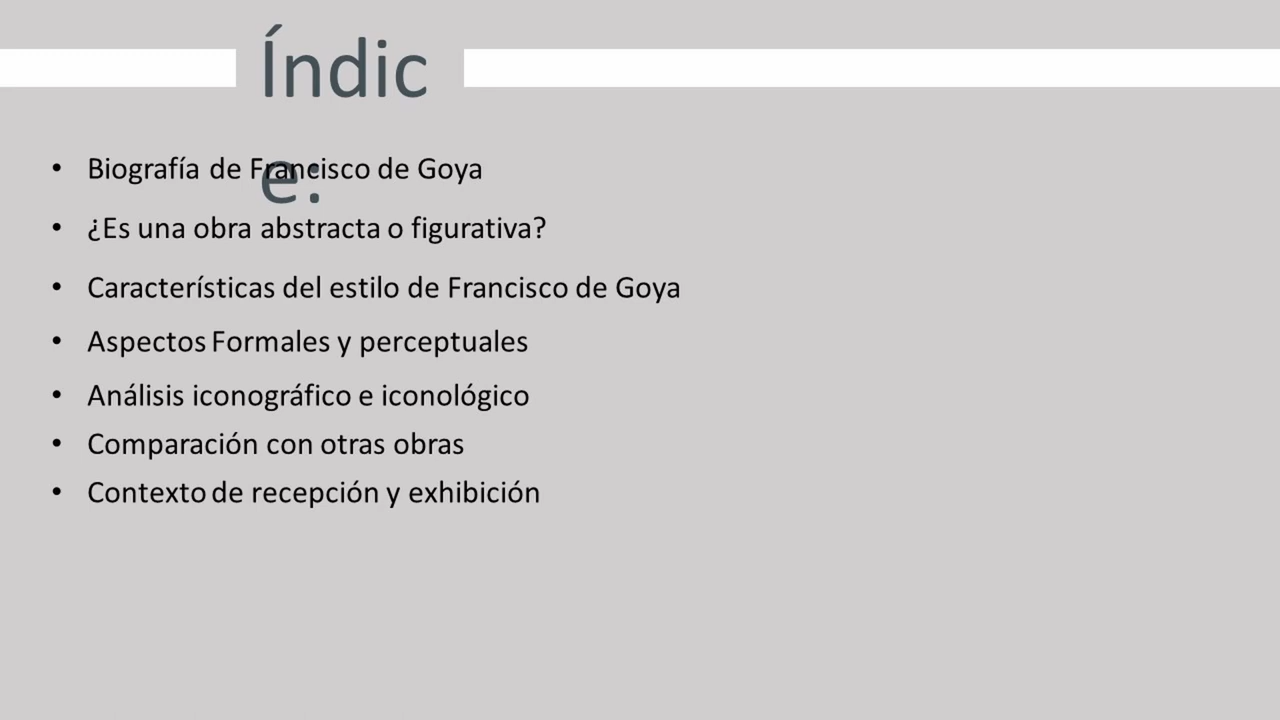 Índic
e:
• Biografía de Francisco de Goya
• ¿Es una obra abstracta o figurativa?
• Características del estilo de Francisco de Goya
• Aspectos Formales y perceptuales
• Análisis iconográfico e iconológico
• Comparación con otras obras
• Contexto de recepción y exhibición